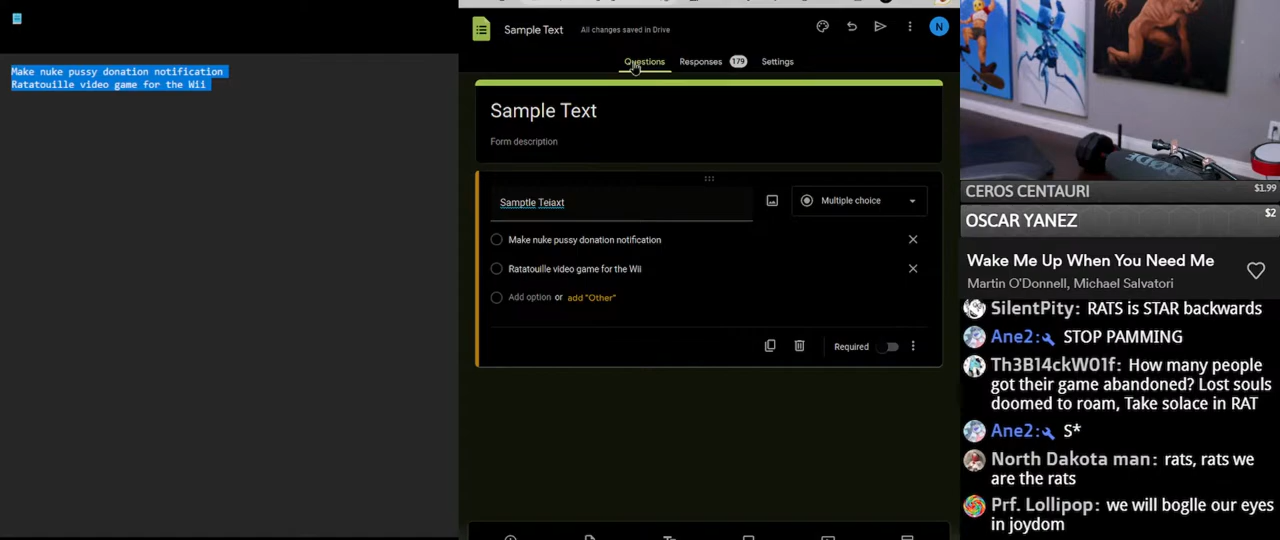 Make nuke pussy donation notification
Ratatouille video game for the Wii
Sample Text
All changes saved in Drive
N
Questions
Responses 179
Settings
Sample Text
Form description
Samptle Teiaxt
Multiple choice
Make nuke pussy donation notification
Ratatouille video game for the Wii
Add option or add "Other"
Required
RODE
CEROS CENTAURI $1.99
OSCAR YANEZ $2
Wake Me Up When You Need Me
Martin O'Donnell, Michael Salvatori
SilentPity: RATS is STAR backwards
Ane2: STOP PAMMING
Th3B14ckW01f: How many people
got their game abandoned? Lost souls
doomed to roam, Take solace in RAT
Ane2: S*
North Dakota man: rats, rats we
are the rats
Prf. Lollipop: we will boglle our eyes
in joydom